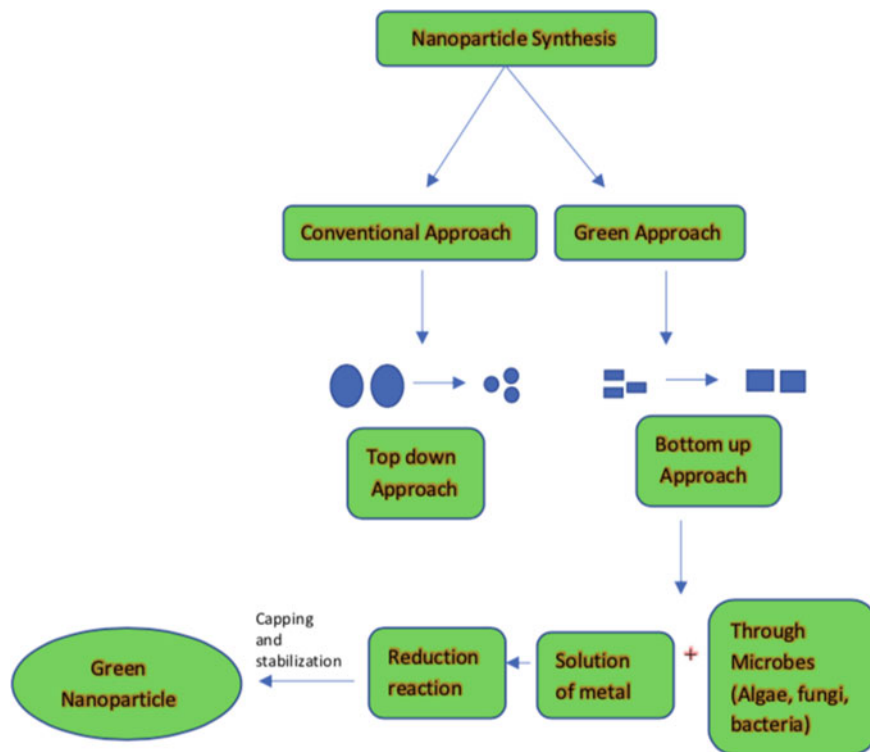 Nanoparticle Synthesis
Conventional Approach
Green Approach
Top down
Approach
Bottom up
Approach
Capping
and
stabilization
Green
Nanoparticle
Reduction
reaction
Solution
of metal
+
Through
Microbes
(Algae, fungi,
bacteria)